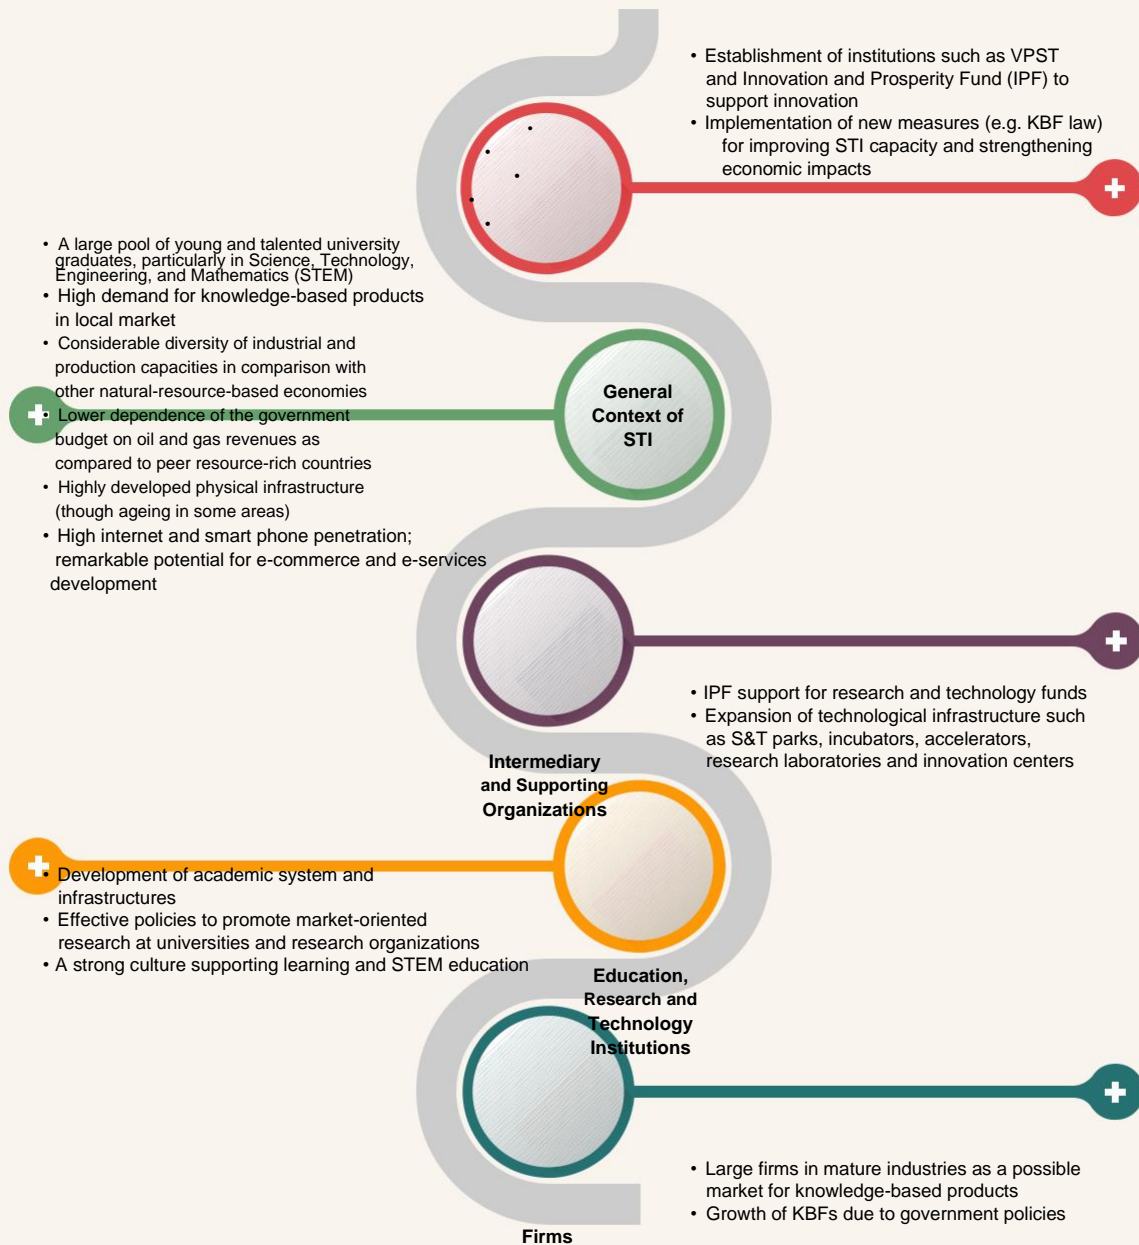 • Establishment of institutions such as VPST
and Innovation and Prosperity Fund (IPF) to
support innovation
• Implementation of new measures (e.g. KBF law)
for improving STI capacity and strengthening
economic impacts
• A large pool of young and talented university
graduates, particularly in Science, Technology,
Engineering, and Mathematics (STEM)
• High demand for knowledge-based products
in local market
• Considerable diversity of industrial and
production capacities in comparison with
other natural-resource-based economies
• Lower dependence of the government
budget on oil and gas revenues as
compared to peer resource-rich countries
• Highly developed physical infrastructure
(though ageing in some areas)
• High internet and smart phone penetration;
remarkable potential for e-commerce and e-services
development
General
Context of
STI
• IPF support for research and technology funds
• Expansion of technological infrastructure such
as S&T parks, incubators, accelerators,
research laboratories and innovation centers
Intermediary
and Supporting
Organizations
• Development of academic system and
infrastructures
• Effective policies to promote market-oriented
research at universities and research organizations
• A strong culture supporting learning and STEM education
Education,
Research and
Technology
Institutions
• Large firms in mature industries as a possible
market for knowledge-based products
• Growth of KBFs due to government policies
Firms